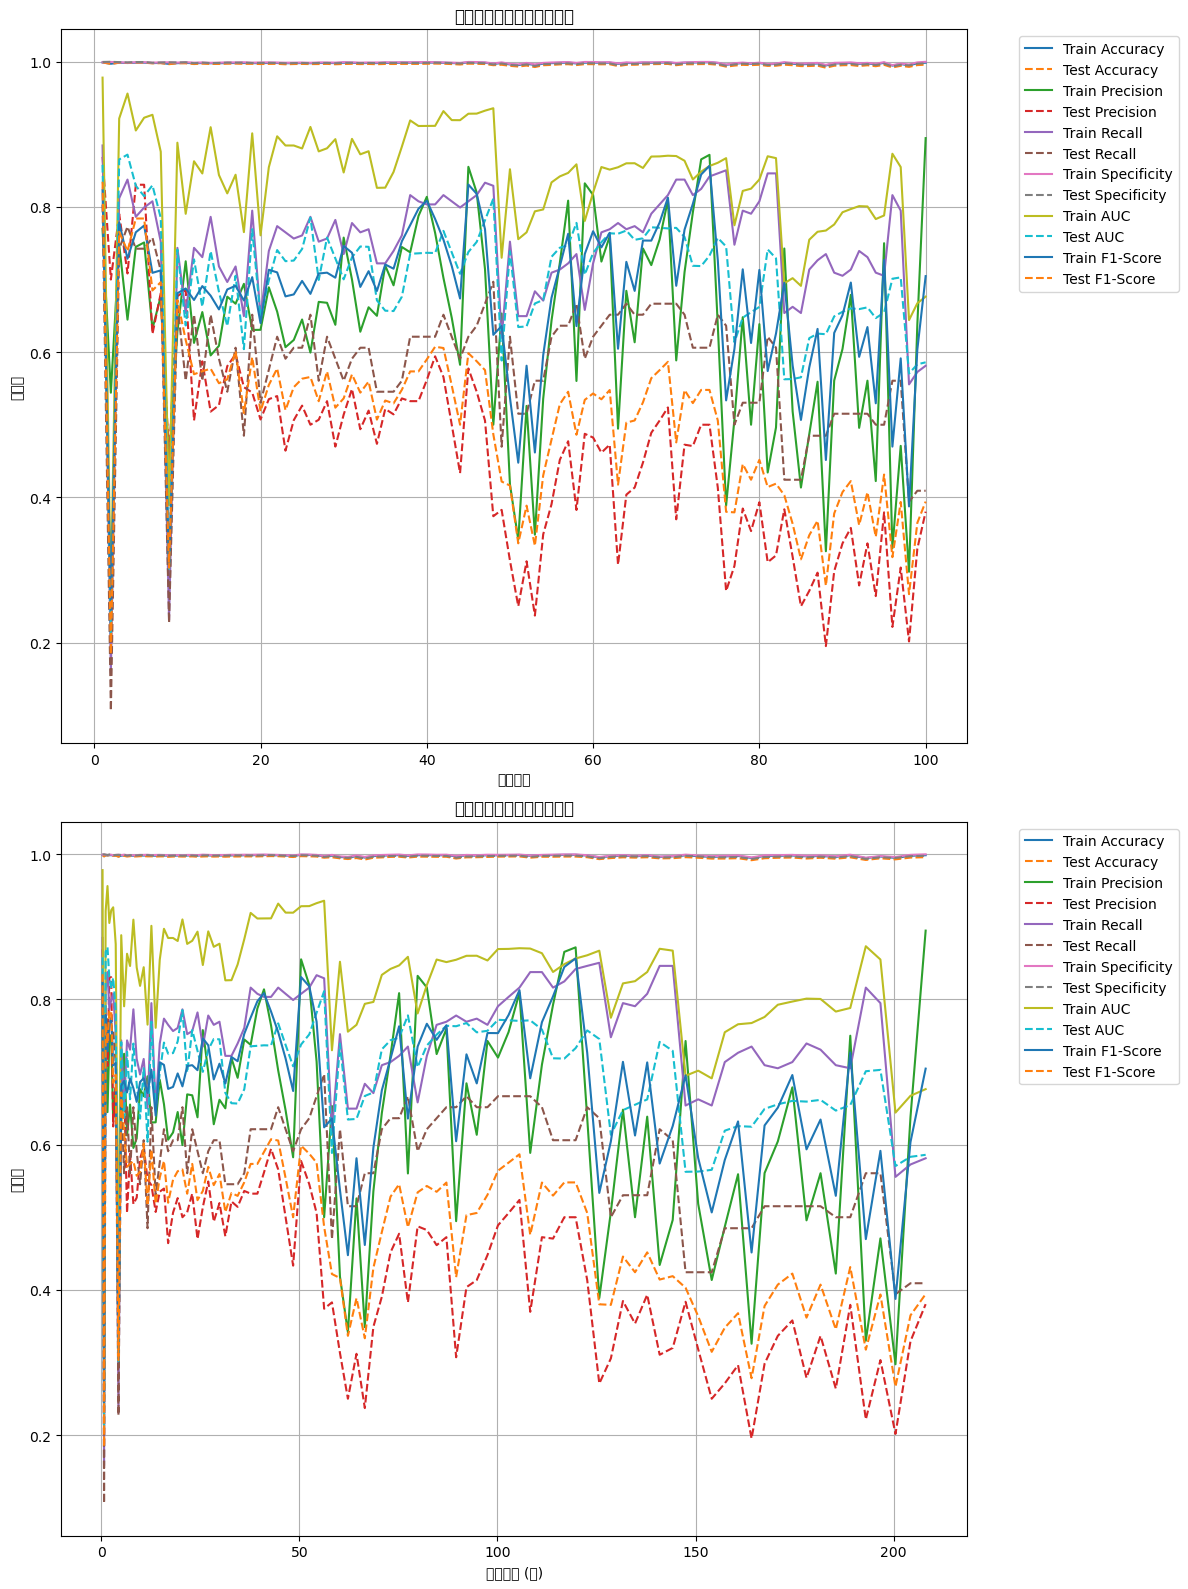 1.0
0.8
0.6
0.4
0.2
0 20 40 60 80 100
Train Accuracy
Test Accuracy
Train Precision
Test Precision
Train Recall
Test Recall
Train Specificity
Test Specificity
Train AUC
Test AUC
Train F1-Score
Test F1-Score
1.0
0.8
0.6
0.4
0.2
0 50 100 150 200
Train Accuracy
Test Accuracy
Train Precision
Test Precision
Train Recall
Test Recall
Train Specificity
Test Specificity
Train AUC
Test AUC
Train F1-Score
Test F1-Score